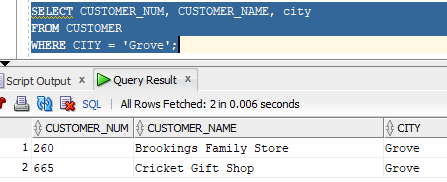 SELECT CUSTOMER_NUM, CUSTOMER_NAME, city
FROM CUSTOMER
WHERE CITY = 'Grove';
Script Output x Query Result x
SQL | All Rows Fetched: 2 in 0.006 seconds
CUSTOMER_NUM CUSTOMER_NAME CITY
1 260 Brookings Family Store Grove
2 665 Cricket Gift Shop Grove